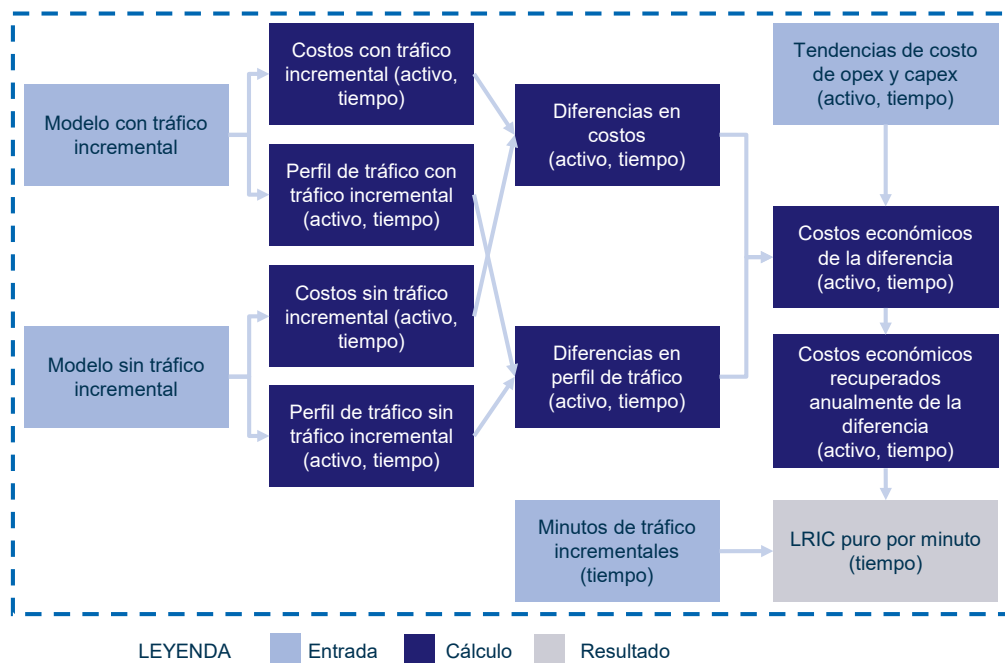 Modelo con tráfico
incremental
Costos con tráfico
incremental (activo,
tiempo)
Perfil de tráfico con
tráfico incremental
(activo, tiempo)
Modelo sin tráfico
incremental
Costos sin tráfico
incremental (activo,
tiempo)
Perfil de tráfico sin
tráfico incremental
(activo, tiempo)
Diferencias en
costos
(activo, tiempo)
Diferencias en
perfil de tráfico
(activo, tiempo)
Minutos de tráfico
incrementales
(tiempo)
Tendencias de costo
de opex y capex
(activo, tiempo)
Costos económicos
de la diferencia
(activo, tiempo)
Costos económicos
recuperados
anualmente de la
diferencia
(activo, tiempo)
LRIC puro por minuto
(tiempo)
LEYENDA Entrada Cálculo Resultado